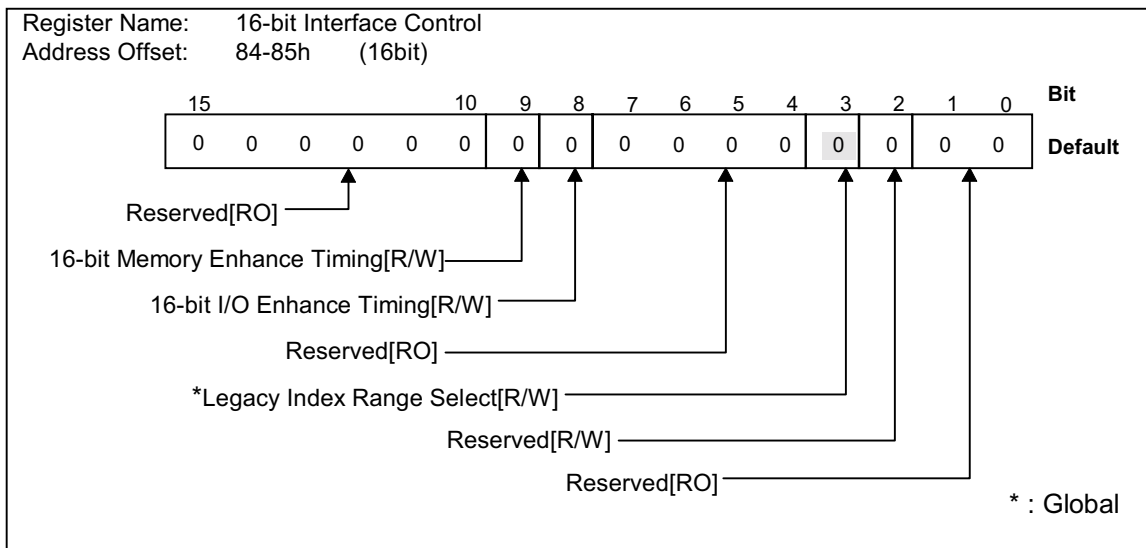 Register Name: 16-bit Interface Control
Address Offset: 84-85h (16bit)
15 10 9 8 7 6 5 4 3 2 1 0 Bit
0 0 0 0 0 0 0 0 0 0 0 0 0 0 0 0 Default
Reserved[RO]
16-bit Memory Enhance Timing[R/W]
16-bit I/O Enhance Timing[R/W]
Reserved[RO]
*Legacy Index Range Select[R/W]
Reserved[R/W]
Reserved[RO]
* : Global